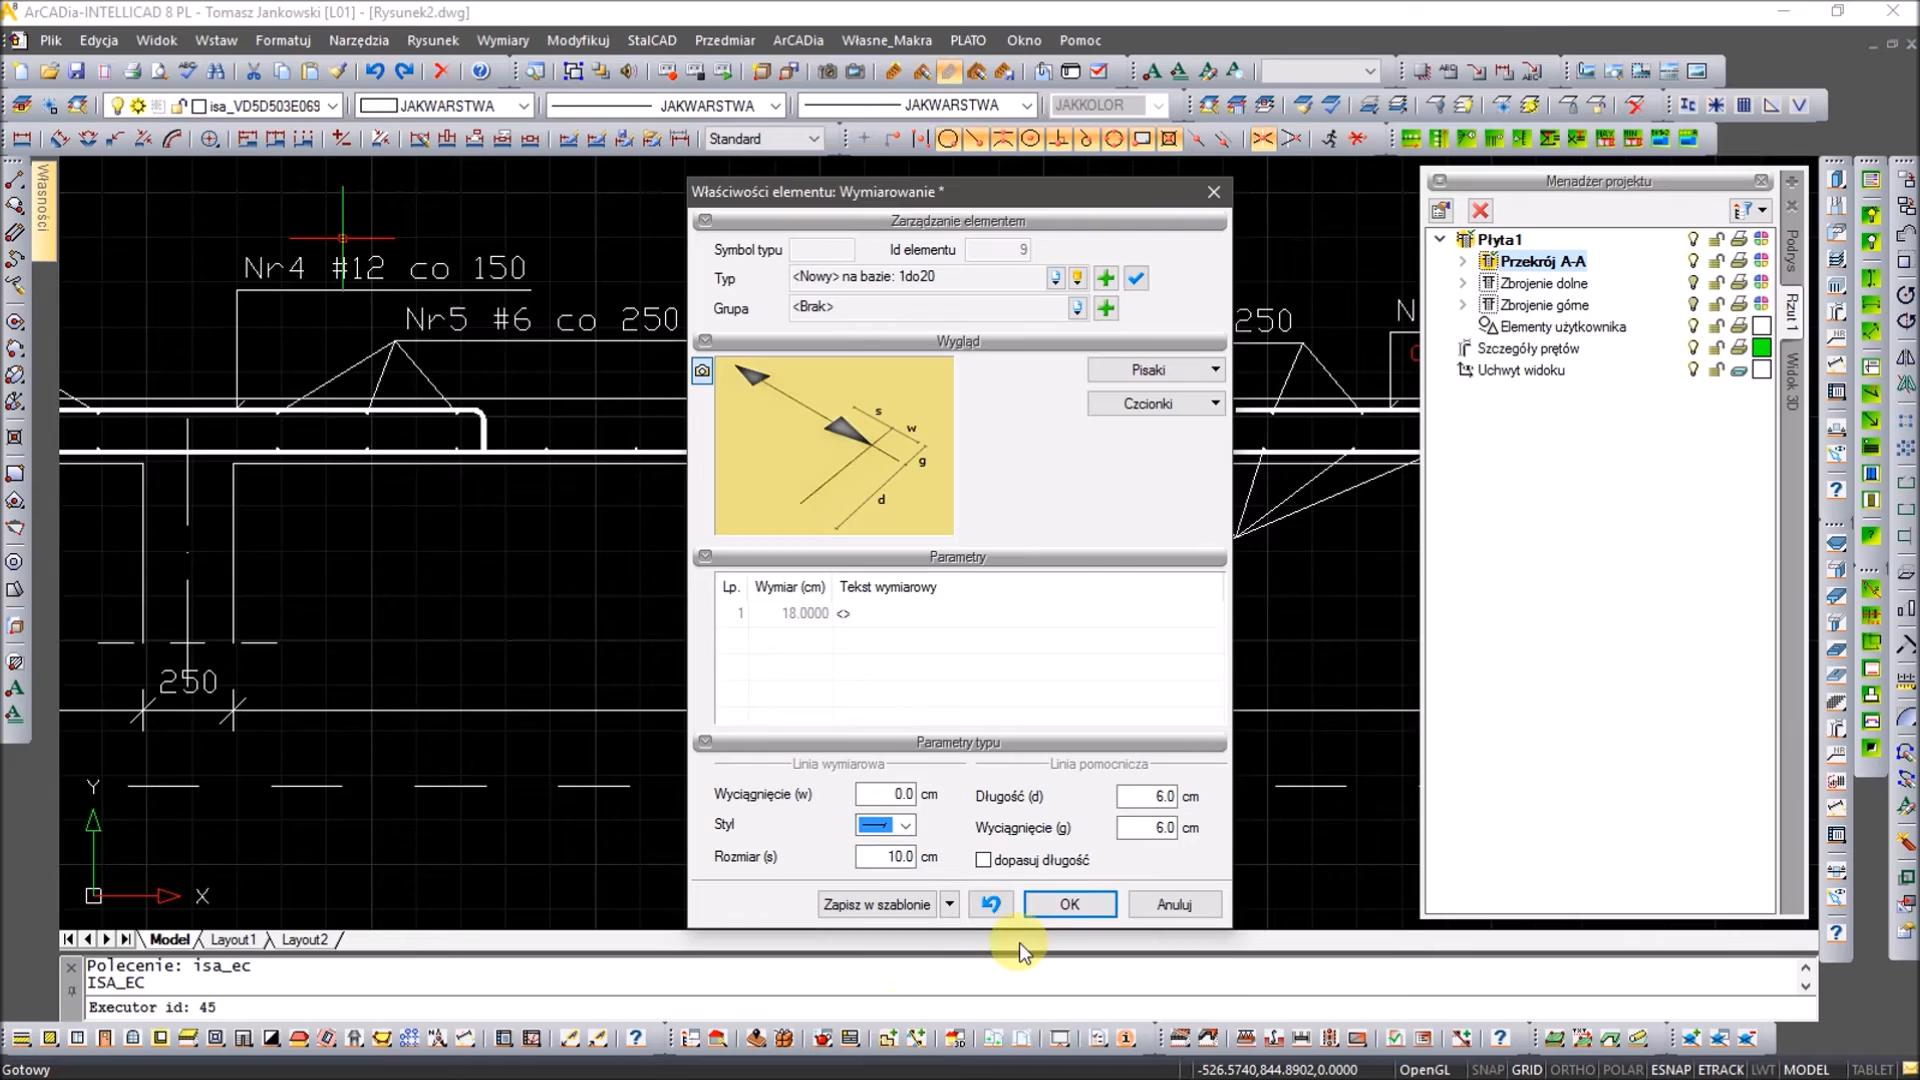 ArCADia-INTELLICAD 8 PL - Tomasz Jankowski [L01] - [Rysunek2.dwg]
Plik Edycja Widok Wstaw Formatuj Narzędzia Rysunek Wymiary Modyfikuj StalCAD Przedmiar ArCADia Własne_Makra PLATO Okno Pomoc
isa_VD5D503E069 JAKWARSTWA JAKWARSTWA JAKWARSTWA JAKKOLOR
Standard
Własności
Nr4 #12 co 150
Nr5 #6 co 250
250
250
Y
X
Właściwości elementu: Wymiarowanie *
Zarządzanie elementem
Symbol typu Id elementu 9
Typ <Nowy> na bazie: 1do20
Grupa <Brak>
Wygląd
Pisaki
Czcionki
s
w
g
d
Parametry
Lp. Wymiar (cm) Tekst wymiarowy
1 18.0000 <>
Parametry typu
Linia wymiarowa Linia pomocnicza
Wyciągnięcie (w) 0.0 cm Długość (d) 6.0 cm
Styl Wyciągnięcie (g) 6.0 cm
Rozmiar (s) 10.0 cm dopasuj długość
Zapisz w szablonie OK Anuluj
Menadżer projektu
Płyta1
Przekrój A-A
Zbrojenie dolne
Zbrojenie górne
Elementy użytkownika
Szczegóły prętów
Uchwyt widoku
Podrys
Rzut 1
Widok 3D
Model Layout1 Layout2
Polecenie: isa_ec
ISA_EC
Executor id: 45
Gotowy -526.5740,844.8902,0.0000 OpenGL SNAP GRID ORTHO POLAR ESNAP ETRACK LWT MODEL TABLET